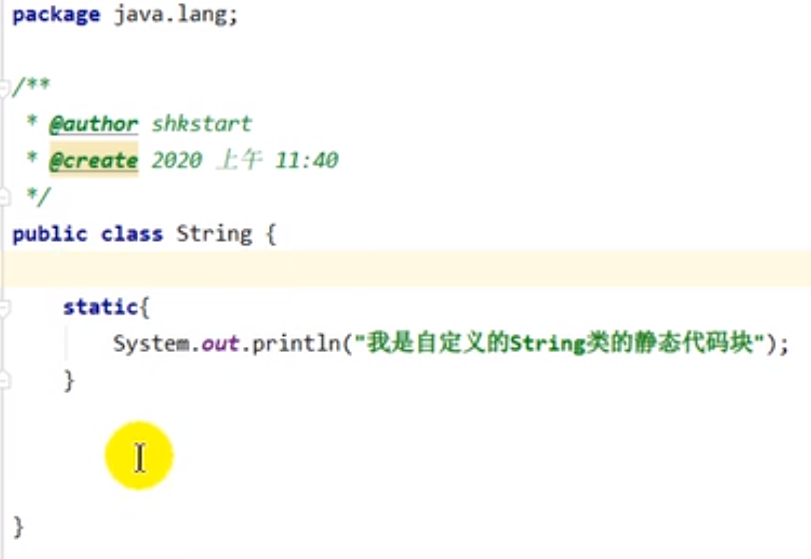 package java.lang;
/**
* @author shkstart
* @create 2020 上午 11:40
*/
public class String {
static{
System.out.println("我是自定义的String类的静态代码块");
}
}